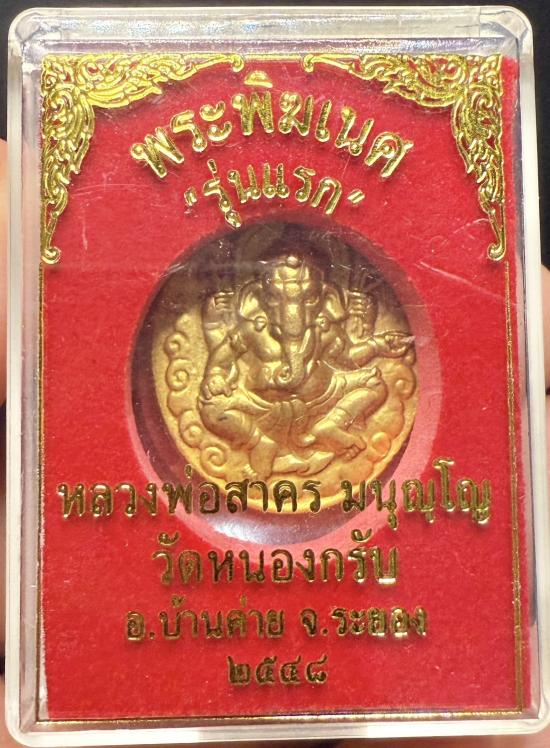 พระพิฆเนศ
"รุ่นแรก"
หลวงพ่อสาคร มนุญฺโญ
วัดหนองกรับ
อ.บ้านค่าย จ.ระยอง
๒๕๔๘